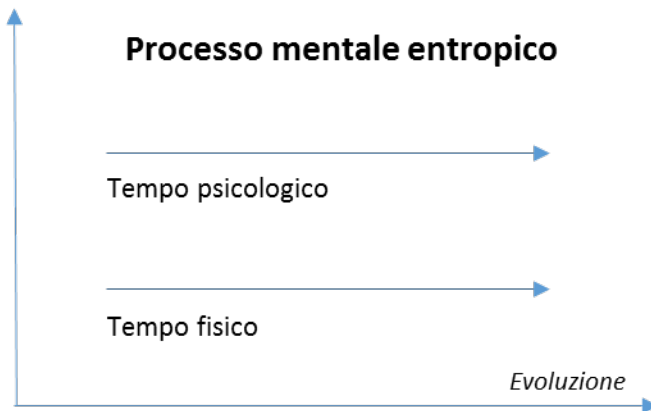 Processo mentale entropico
Tempo psicologico
Tempo fisico
Evoluzione